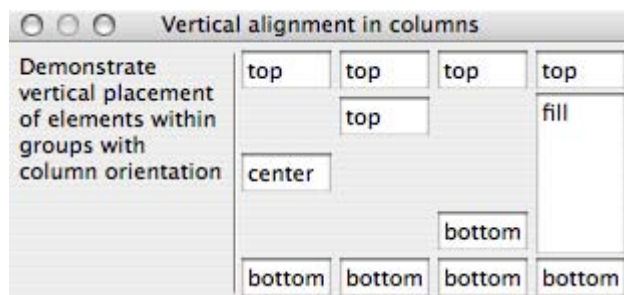 Vertical alignment in columns
Demonstrate
vertical placement
of elements within
groups with
column orientation
top top top top
top fill
center
bottom
bottom bottom bottom bottom